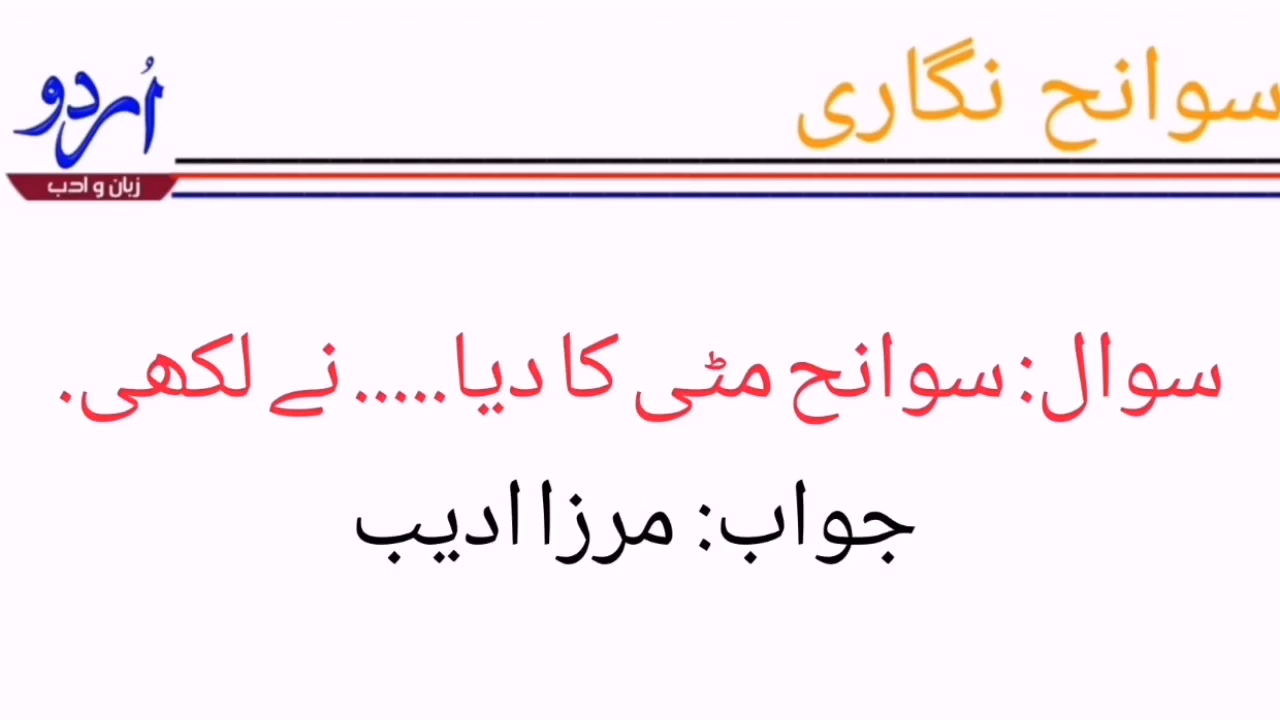 سوانح نگاری
اُردو
زبان و ادب
سوال: سوانح مٹی کا دیا..... نے لکھی.
جواب: مرزا ادیب